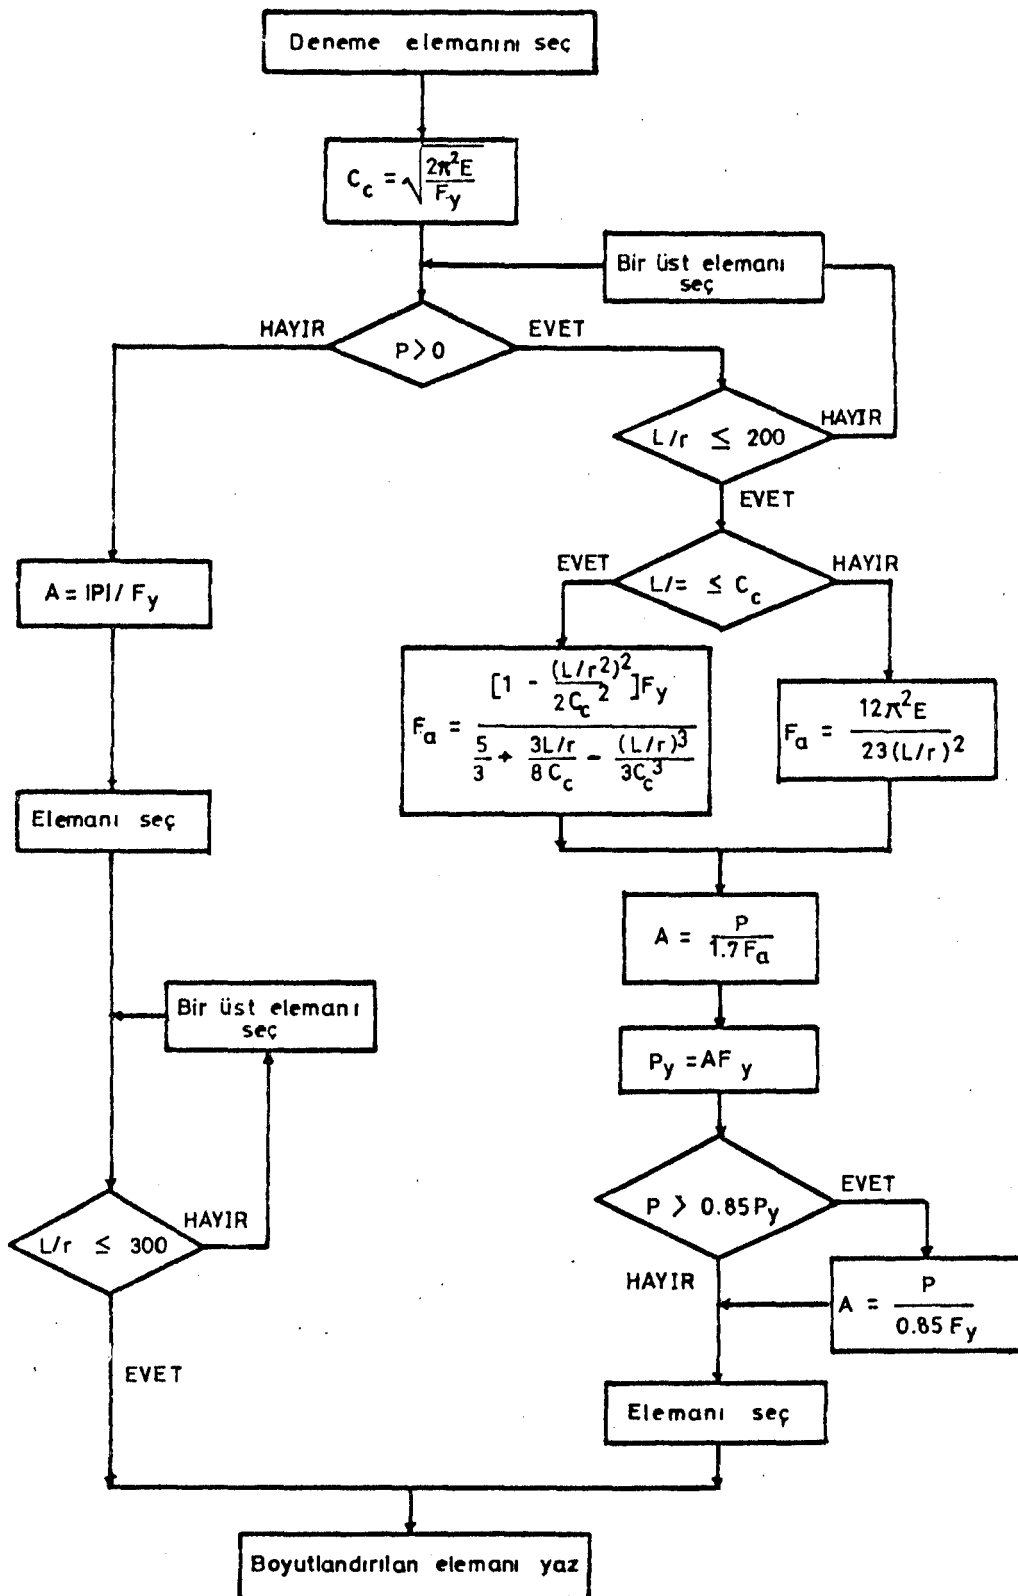 Deneme elemanını seç
C_c = √(2π²E / F_y)
Bir üst elemanı
seç
HAYIR
EVET
P > 0
L/r ≤ 200
HAYIR
EVET
EVET
HAYIR
L/= ≤ C_c
A = |P| / F_y
F_a = [1 - (L/r²)² / 2C_c²]F_y / (5/3 + 3L/r / 8C_c - (L/r)³ / 3C_c³)
F_a = 12π²E / 23(L/r)²
Elemanı seç
A = P / 1.7F_a
Bir üst elemanı
seç
P_y = AF_y
EVET
P > 0.85P_y
HAYIR
L/r ≤ 300
HAYIR
A = P / 0.85F_y
EVET
Elemanı seç
Boyutlandırılan elemanı yaz